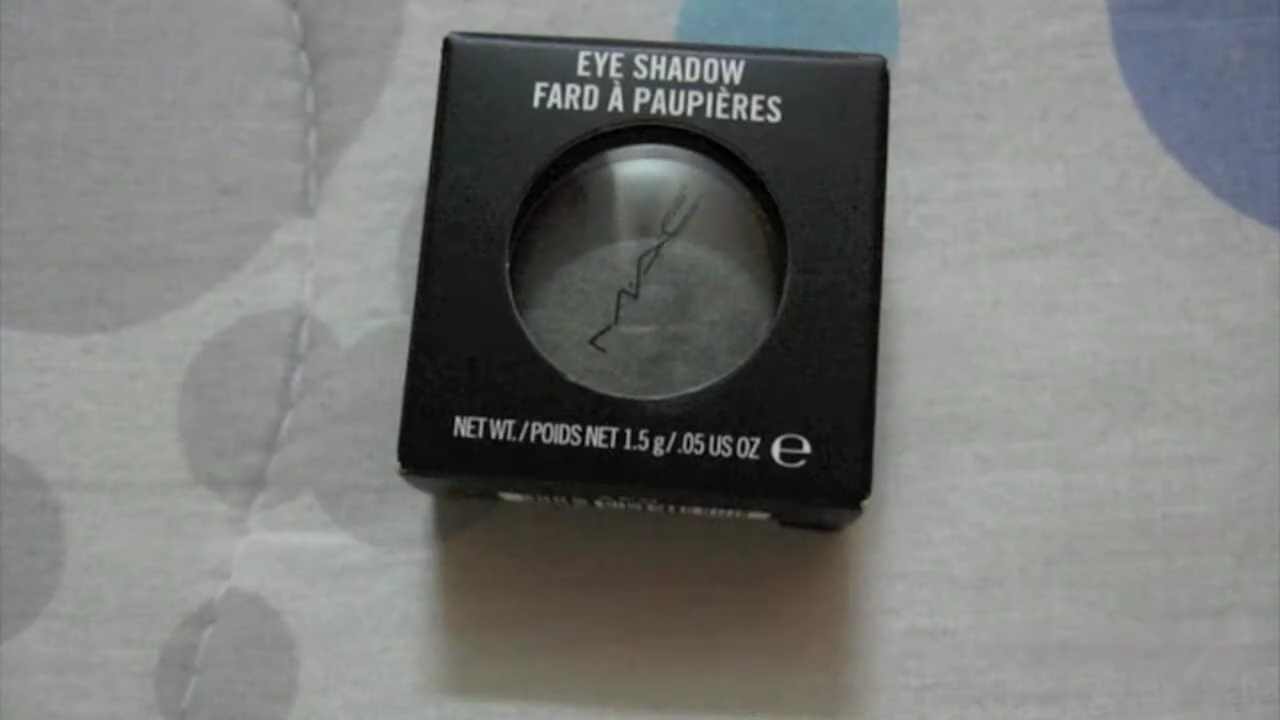 EYE SHADOW
FARD À PAUPIÈRES
MAC
NET WT./POIDS NET 1.5 g/.05 US OZ ℮